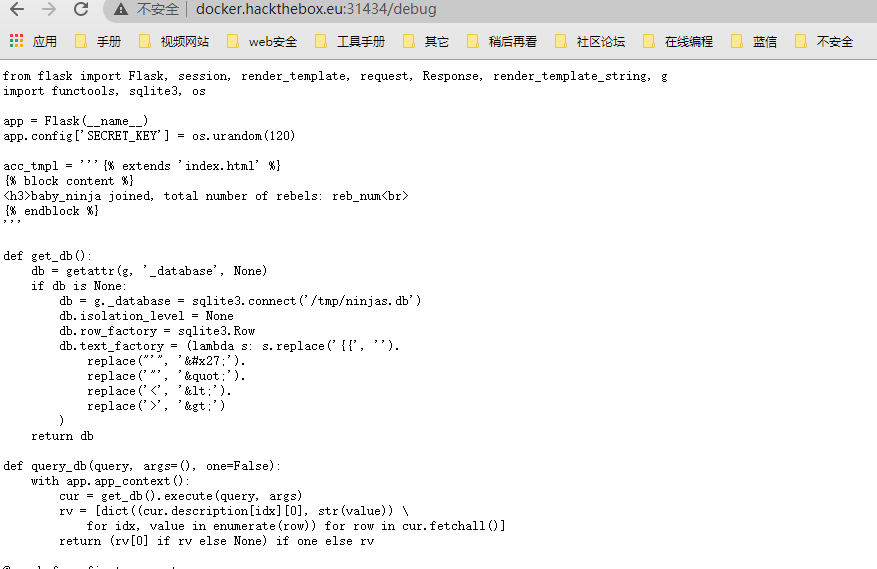 不安全 | docker.hackthebox.eu:31434/debug
应用 手册 视频网站 web安全 工具手册 其它 稍后再看 社区论坛 在线编程 蓝信 不安全
from flask import Flask, session, render_template, request, Response, render_template_string, g
import functools, sqlite3, os
app = Flask(__name__)
app.config['SECRET_KEY'] = os.urandom(120)
acc_tmpl = '''{% extends 'index.html' %}
{% block content %}
<h3>baby_ninja joined, total number of rebels: reb_num<br>
{% endblock %}
'''
def get_db():
    db = getattr(g, '_database', None)
    if db is None:
        db = g._database = sqlite3.connect('/tmp/ninjas.db')
        db.isolation_level = None
        db.row_factory = sqlite3.Row
        db.text_factory = (lambda s: s.replace('{{', '').
            replace("'", '&#x27;').
            replace('"', '&quot;').
            replace('<', '&lt;').
            replace('>', '&gt;')
        )
    return db
def query_db(query, args=(), one=False):
    with app.app_context():
        cur = get_db().execute(query, args)
        rv = [dict((cur.description[idx][0], str(value)) \
            for idx, value in enumerate(row)) for row in cur.fetchall()]
        return (rv[0] if rv else None) if one else rv